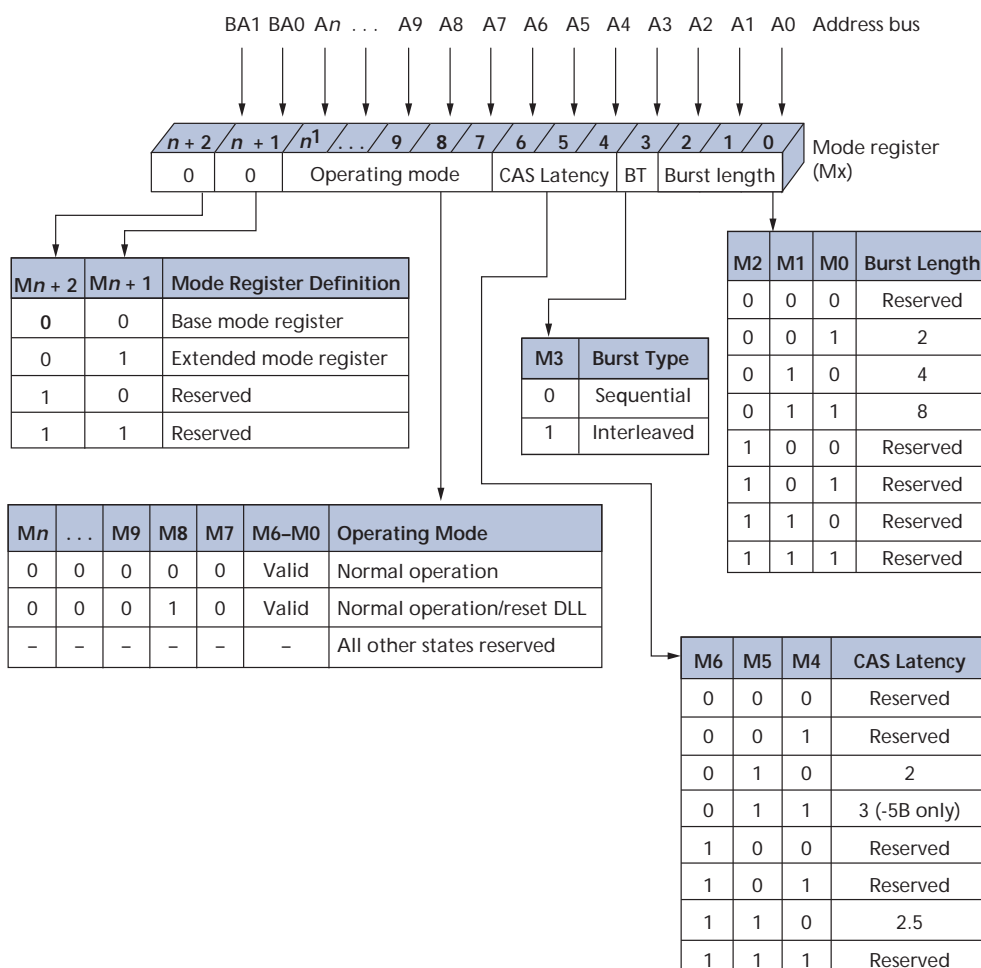 BA1 BA0 An . . . A9 A8 A7 A6 A5 A4 A3 A2 A1 A0 Address bus
n + 2 n + 1 n1 . . . 9 8 7 6 5 4 3 2 1 0
Mode register
(Mx)
0 0 Operating mode CAS Latency BT Burst length
Mn + 2 Mn + 1 Mode Register Definition
0 0 Base mode register
0 1 Extended mode register
1 0 Reserved
1 1 Reserved
M3 Burst Type
0 Sequential
1 Interleaved
M2 M1 M0 Burst Length
0 0 0 Reserved
0 0 1 2
0 1 0 4
0 1 1 8
1 0 0 Reserved
1 0 1 Reserved
1 1 0 Reserved
1 1 1 Reserved
Mn . . . M9 M8 M7 M6–M0 Operating Mode
0 0 0 0 0 Valid Normal operation
0 0 0 1 0 Valid Normal operation/reset DLL
– – – – – – All other states reserved
M6 M5 M4 CAS Latency
0 0 0 Reserved
0 0 1 Reserved
0 1 0 2
0 1 1 3 (-5B only)
1 0 0 Reserved
1 0 1 Reserved
1 1 0 2.5
1 1 1 Reserved